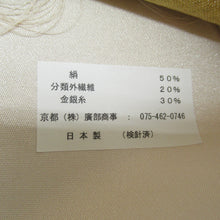 絹 50%
分類外繊維 20%
金銀糸 30%
京都(株)廣部商事 : 075-462-0746
日本製 (検針済)